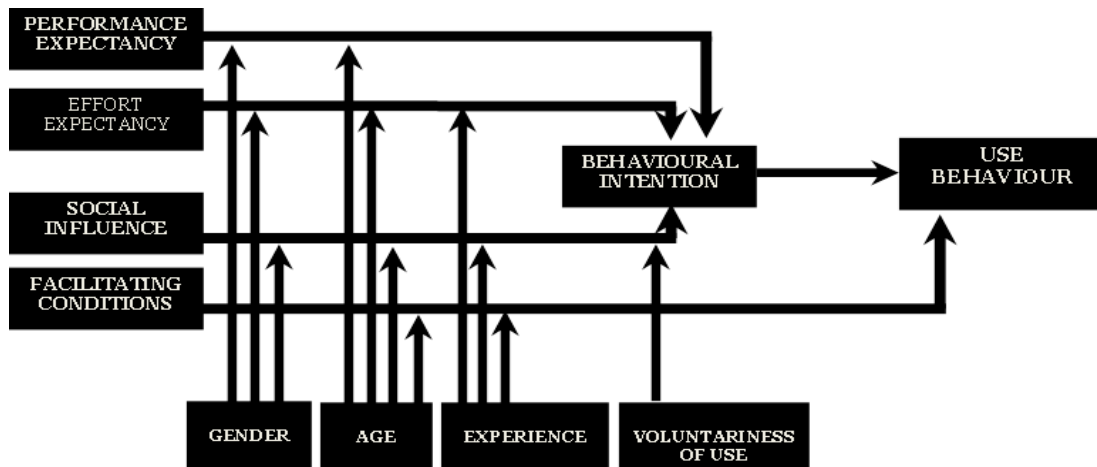 PERFORMANCE
EXPECTANCY
EFFORT
EXPECTANCY
BEHAVIOURAL
INTENTION
USE
BEHAVIOUR
SOCIAL
INFLUENCE
FACILITATING
CONDITIONS
GENDER
AGE
EXPERIENCE
VOLUNTARINESS
OF USE